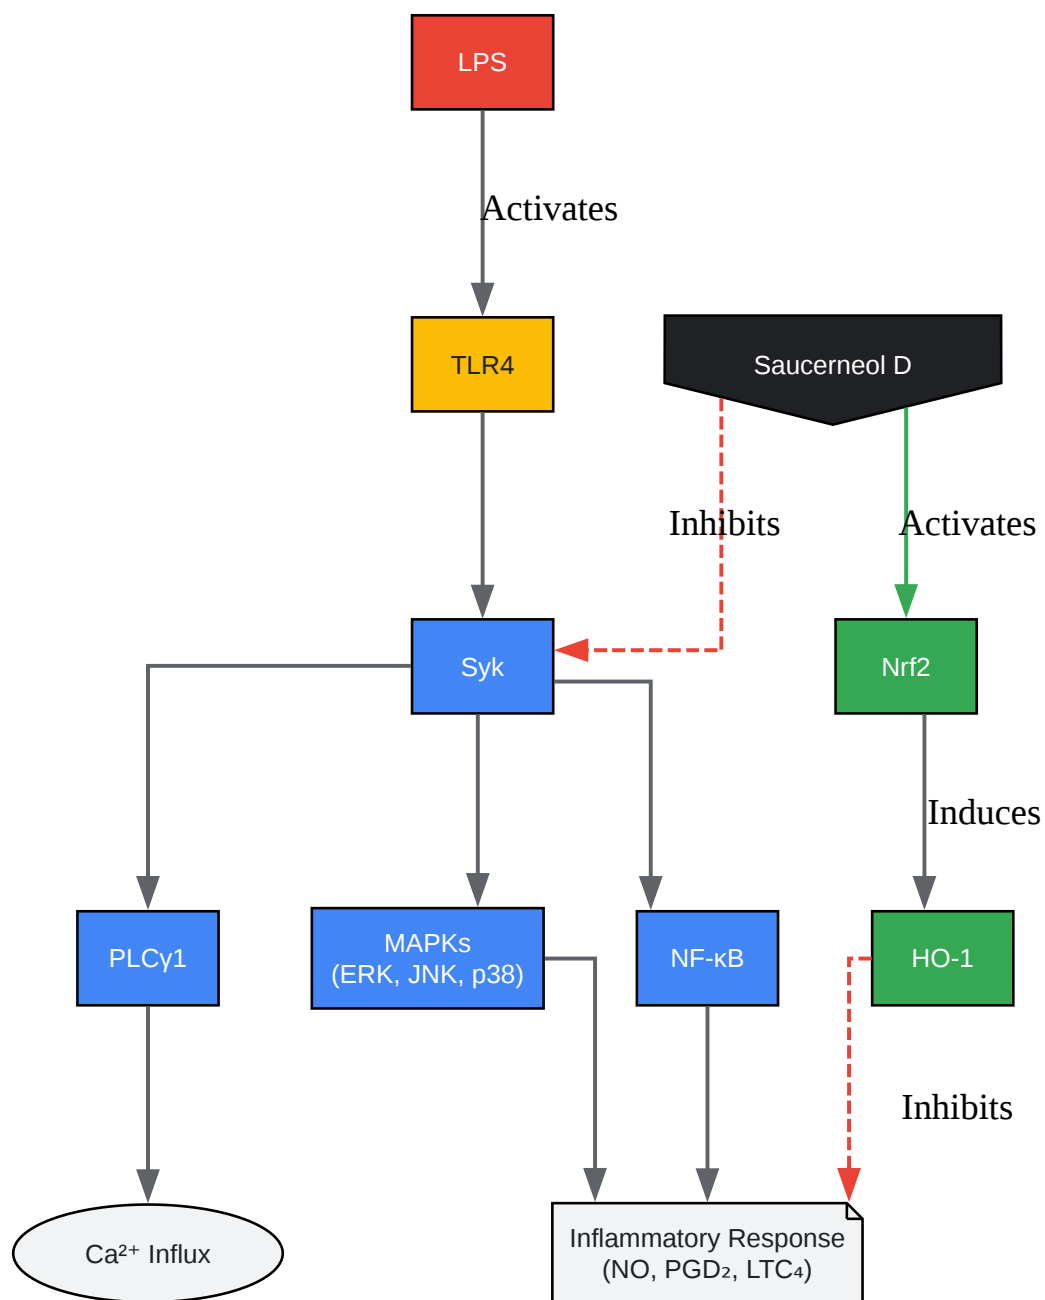 LPS
Activates
TLR4
Saucerneol D
Inhibits
Activates
Syk
Nrf2
Induces
PLCγ1
MAPKs
(ERK, JNK, p38)
NF-κB
HO-1
Inhibits
Ca²⁺ Influx
Inflammatory Response
(NO, PGD₂, LTC₄)